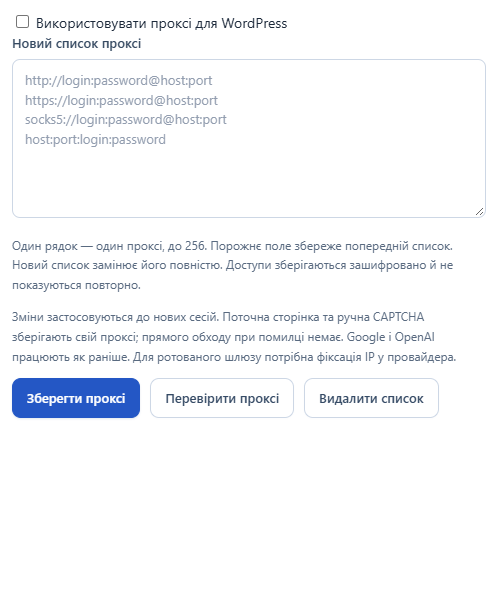 Використовувати проксі для WordPress
Новий список проксі
http://login:password@host:port
https://login:password@host:port
socks5://login:password@host:port
host:port:login:password
Один рядок — один проксі, до 256. Порожнє поле збереже попередній список.
Новий список замінює його повністю. Доступи зберігаються зашифровано й не
показуються повторно.
Зміни застосовуються до нових сесій. Поточна сторінка та ручна CAPTCHA
зберігають свій проксі; прямого обходу при помилці немає. Google і OpenAI
працюють як раніше. Для ротованого шлюзу потрібна фіксація IP у провайдера.
Зберегти проксі
Перевірити проксі
Видалити список